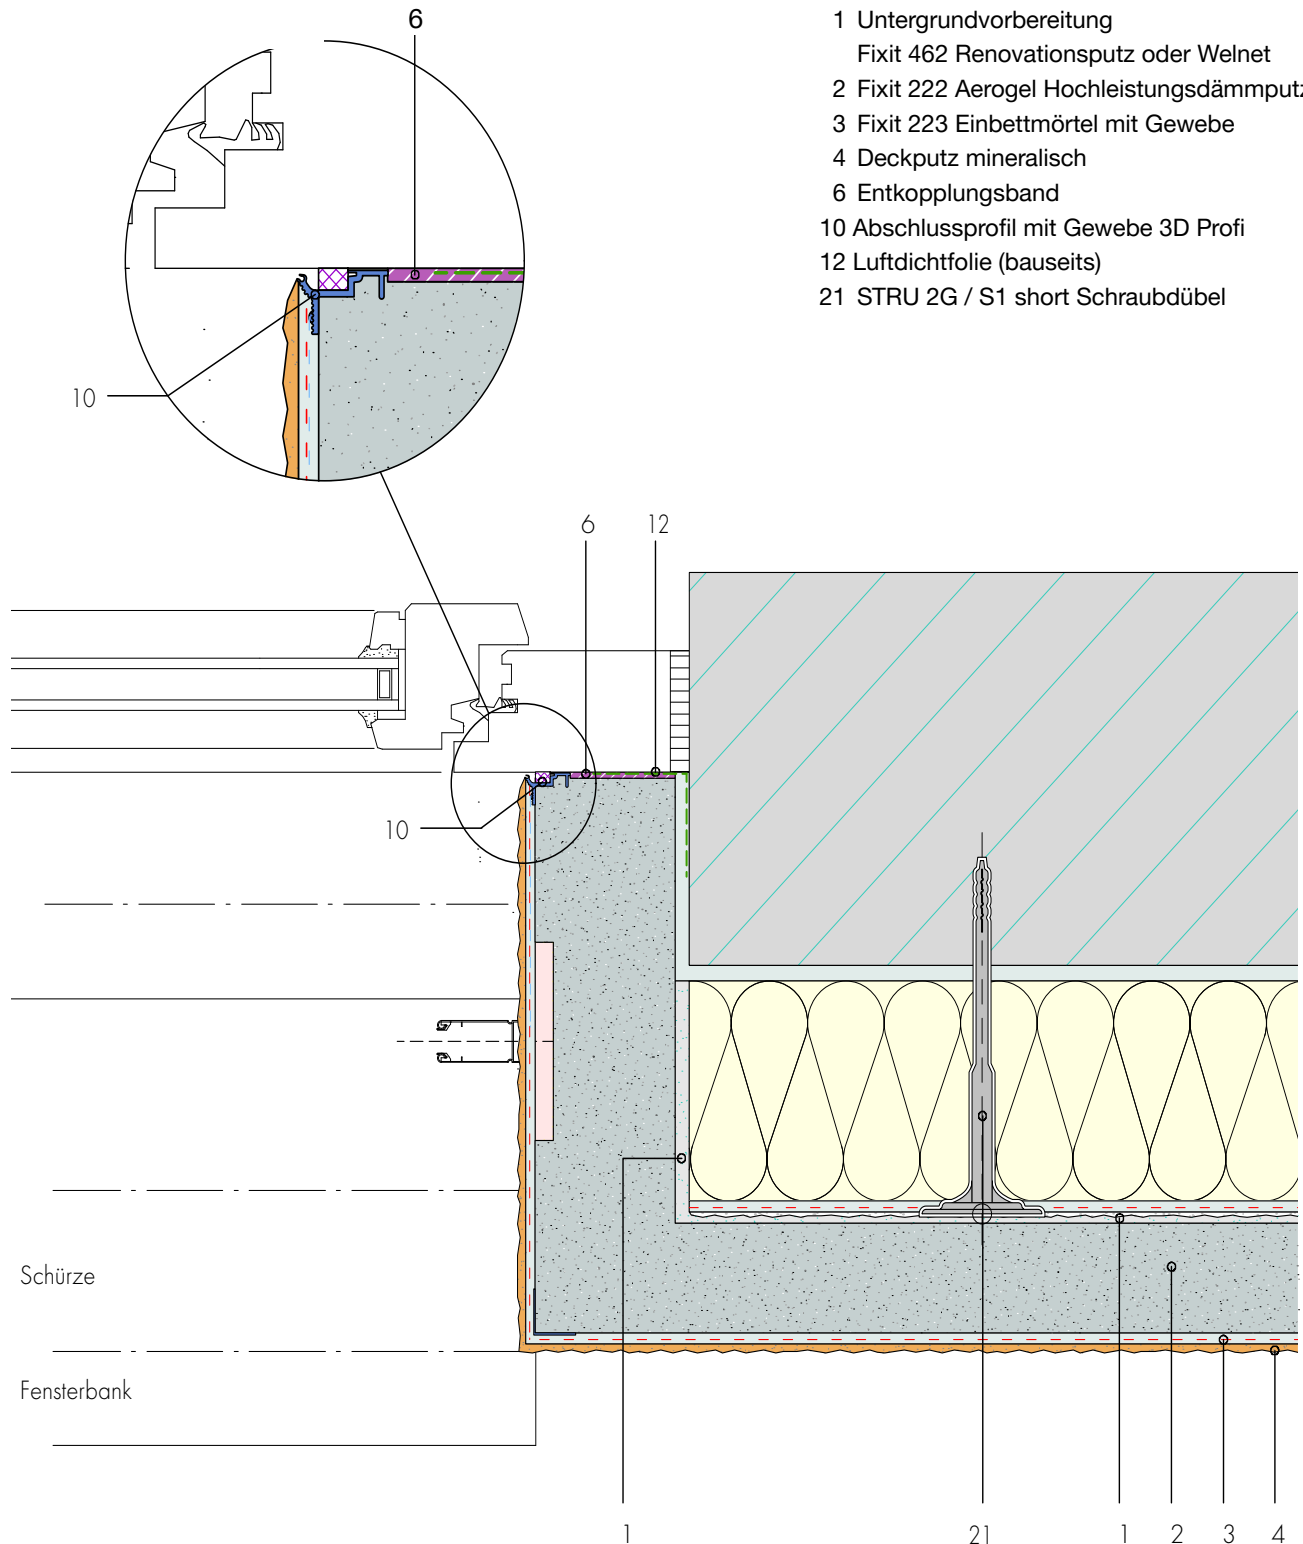 6
1 Untergrundvorbereitung
Fixit 462 Renovationsputz oder Welnet
2 Fixit 222 Aerogel Hochleistungsdämmputz
3 Fixit 223 Einbettmörtel mit Gewebe
4 Deckputz mineralisch
6 Entkopplungsband
10 Abschlussprofil mit Gewebe 3D Profi
12 Luftdichtfolie (bauseits)
21 STRU 2G / S1 short Schraubdübel
10
6 12
10
Schürze
Fensterbank
1 21 1 2 3 4